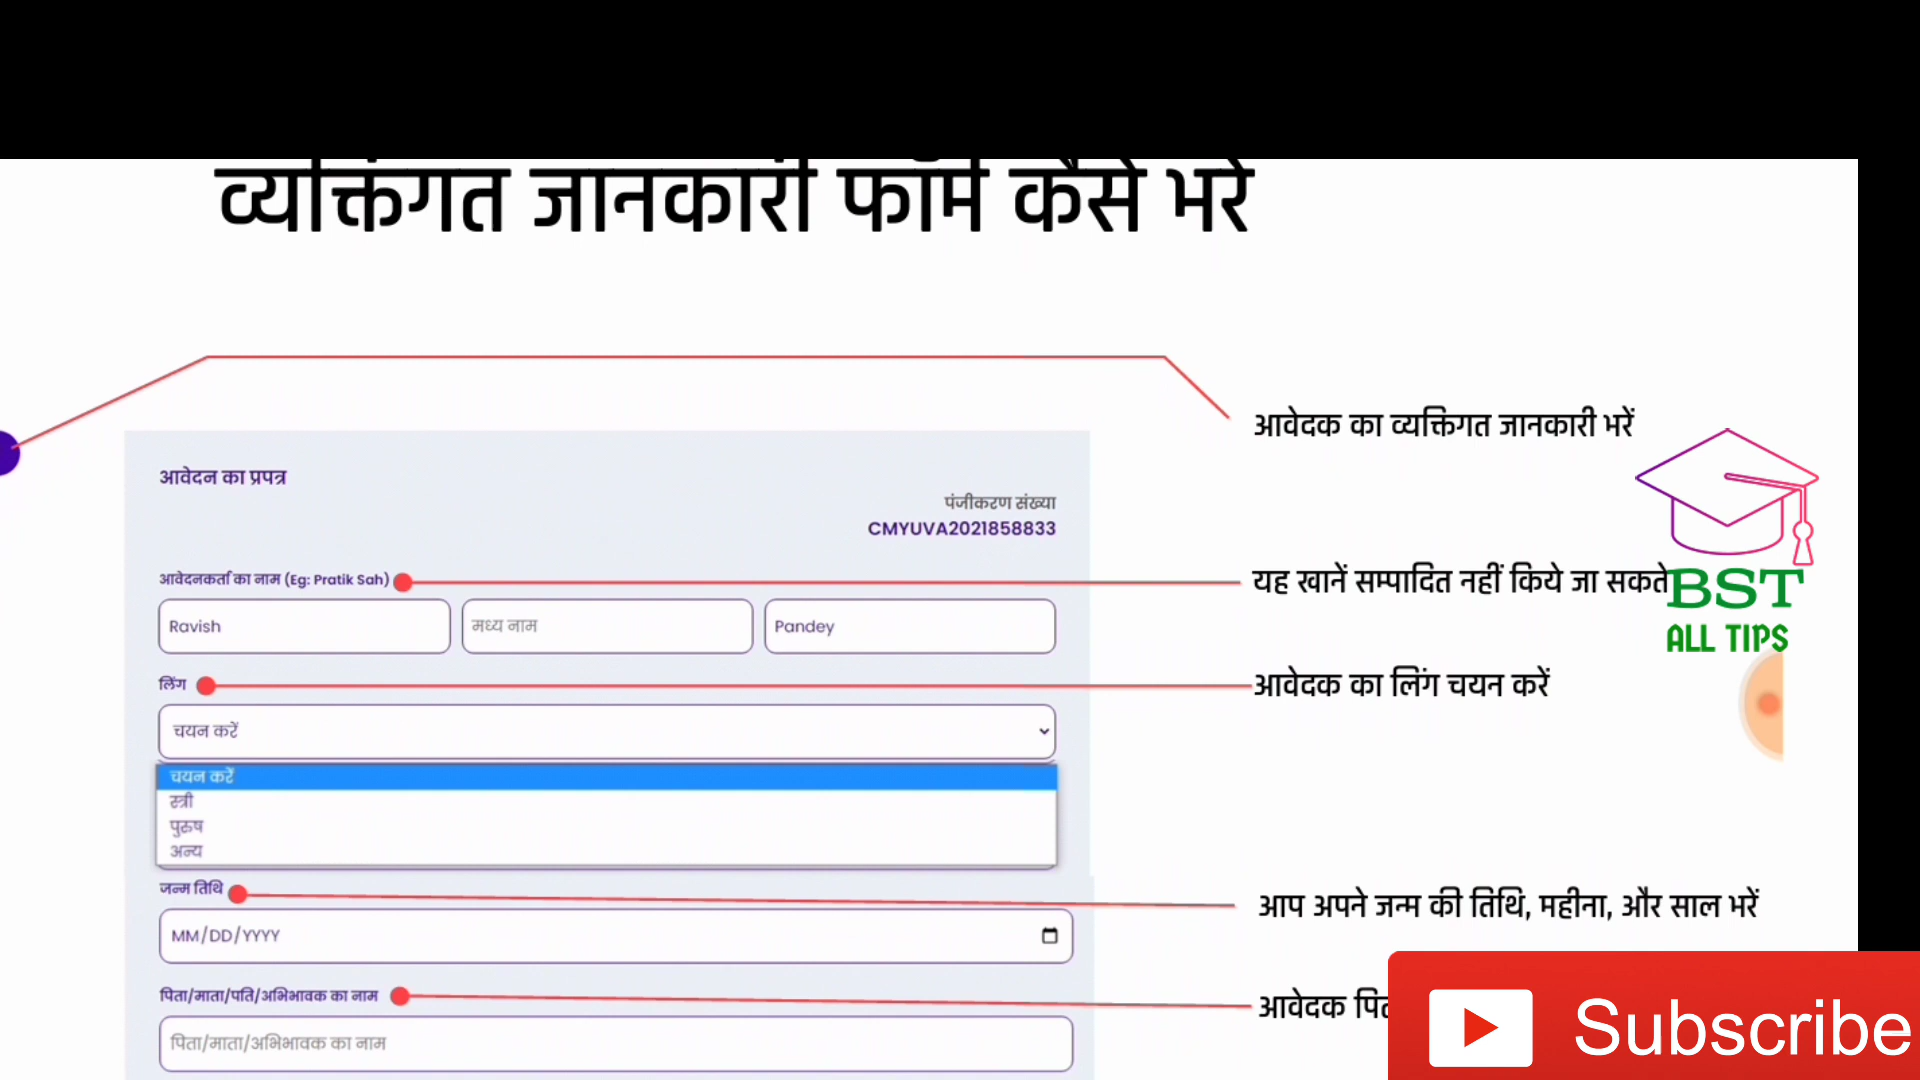 व्यक्तिगत जानकारी फॉर्म कैसे भरे
आवेदक का व्यक्तिगत जानकारी भरें
आवेदन का प्रपत्र
पंजीकरण संख्या
CMYUVA2021858833
आवेदनकर्ता का नाम (Eg: Pratik Sah)
यह खानें सम्पादित नहीं किये जा सकते
BST
ALL TIPS
Ravish
मध्य नाम
Pandey
लिंग
आवेदक का लिंग चयन करें
चयन करें
चयन करें
स्त्री
पुरुष
अन्य
जन्म तिथि
आप अपने जन्म की तिथि, महीना, और साल भरें
MM/DD/YYYY
पिता/माता/पति/अभिभावक का नाम
आवेदक
पिता/माता/अभिभावक का नाम
Subscribe